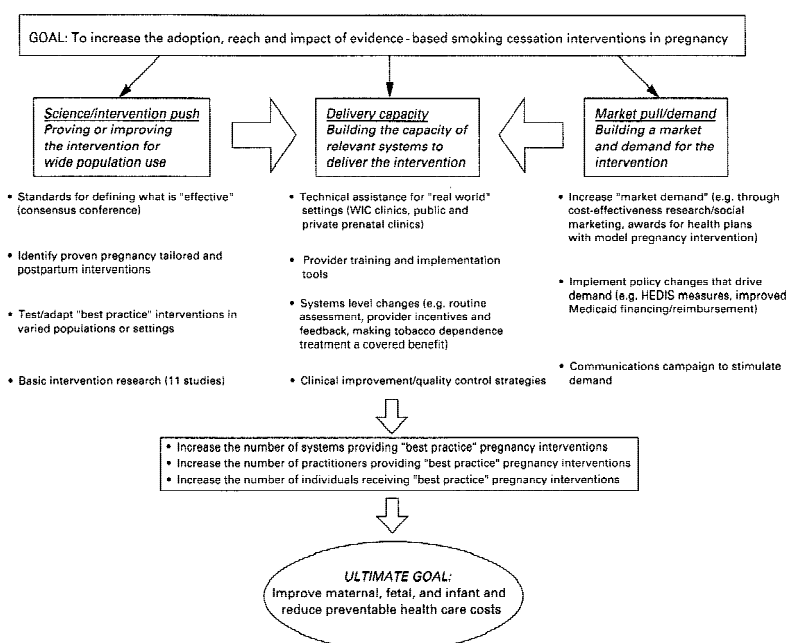 GOAL: To increase the adoption, reach and impact of evidence-based smoking cessation interventions in pregnancy
Science/intervention push
Proving or improving
the intervention for
wide population use
• Standards for defining what is "effective"
(consensus conference)
• Identify proven pregnancy tailored and
postpartum interventions
• Test/adapt "best practice" interventions in
varied populations or settings
• Basic intervention research (11 studies)
Delivery capacity
Building the capacity of
relevant systems to
deliver the intervention
• Technical assistance for "real world"
settings (WIC clinics, public and
private prenatal clinics)
• Provider training and implementation
tools
• Systems level changes (e.g. routine
assessment, provider incentives and
feedback, making tobacco dependence
treatment a covered benefit)
• Clinical improvement/quality control strategies
Market pull/demand
Building a market
and demand for the
intervention
• Increase "market demand" (e.g. through
cost-effectiveness research/social
marketing, awards for health plans
with model pregnancy intervention)
• Implement policy changes that drive
demand (e.g. HEDIS measures, improved
Medicaid financing/reimbursement)
• Communications campaign to stimulate
demand
• Increase the number of systems providing "best practice" pregnancy interventions
• Increase the number of practitioners providing "best practice" pregnancy interventions
• Increase the number of individuals receiving "best practice" pregnancy interventions
ULTIMATE GOAL:
Improve maternal, fetal, and infant and
reduce preventable health care costs